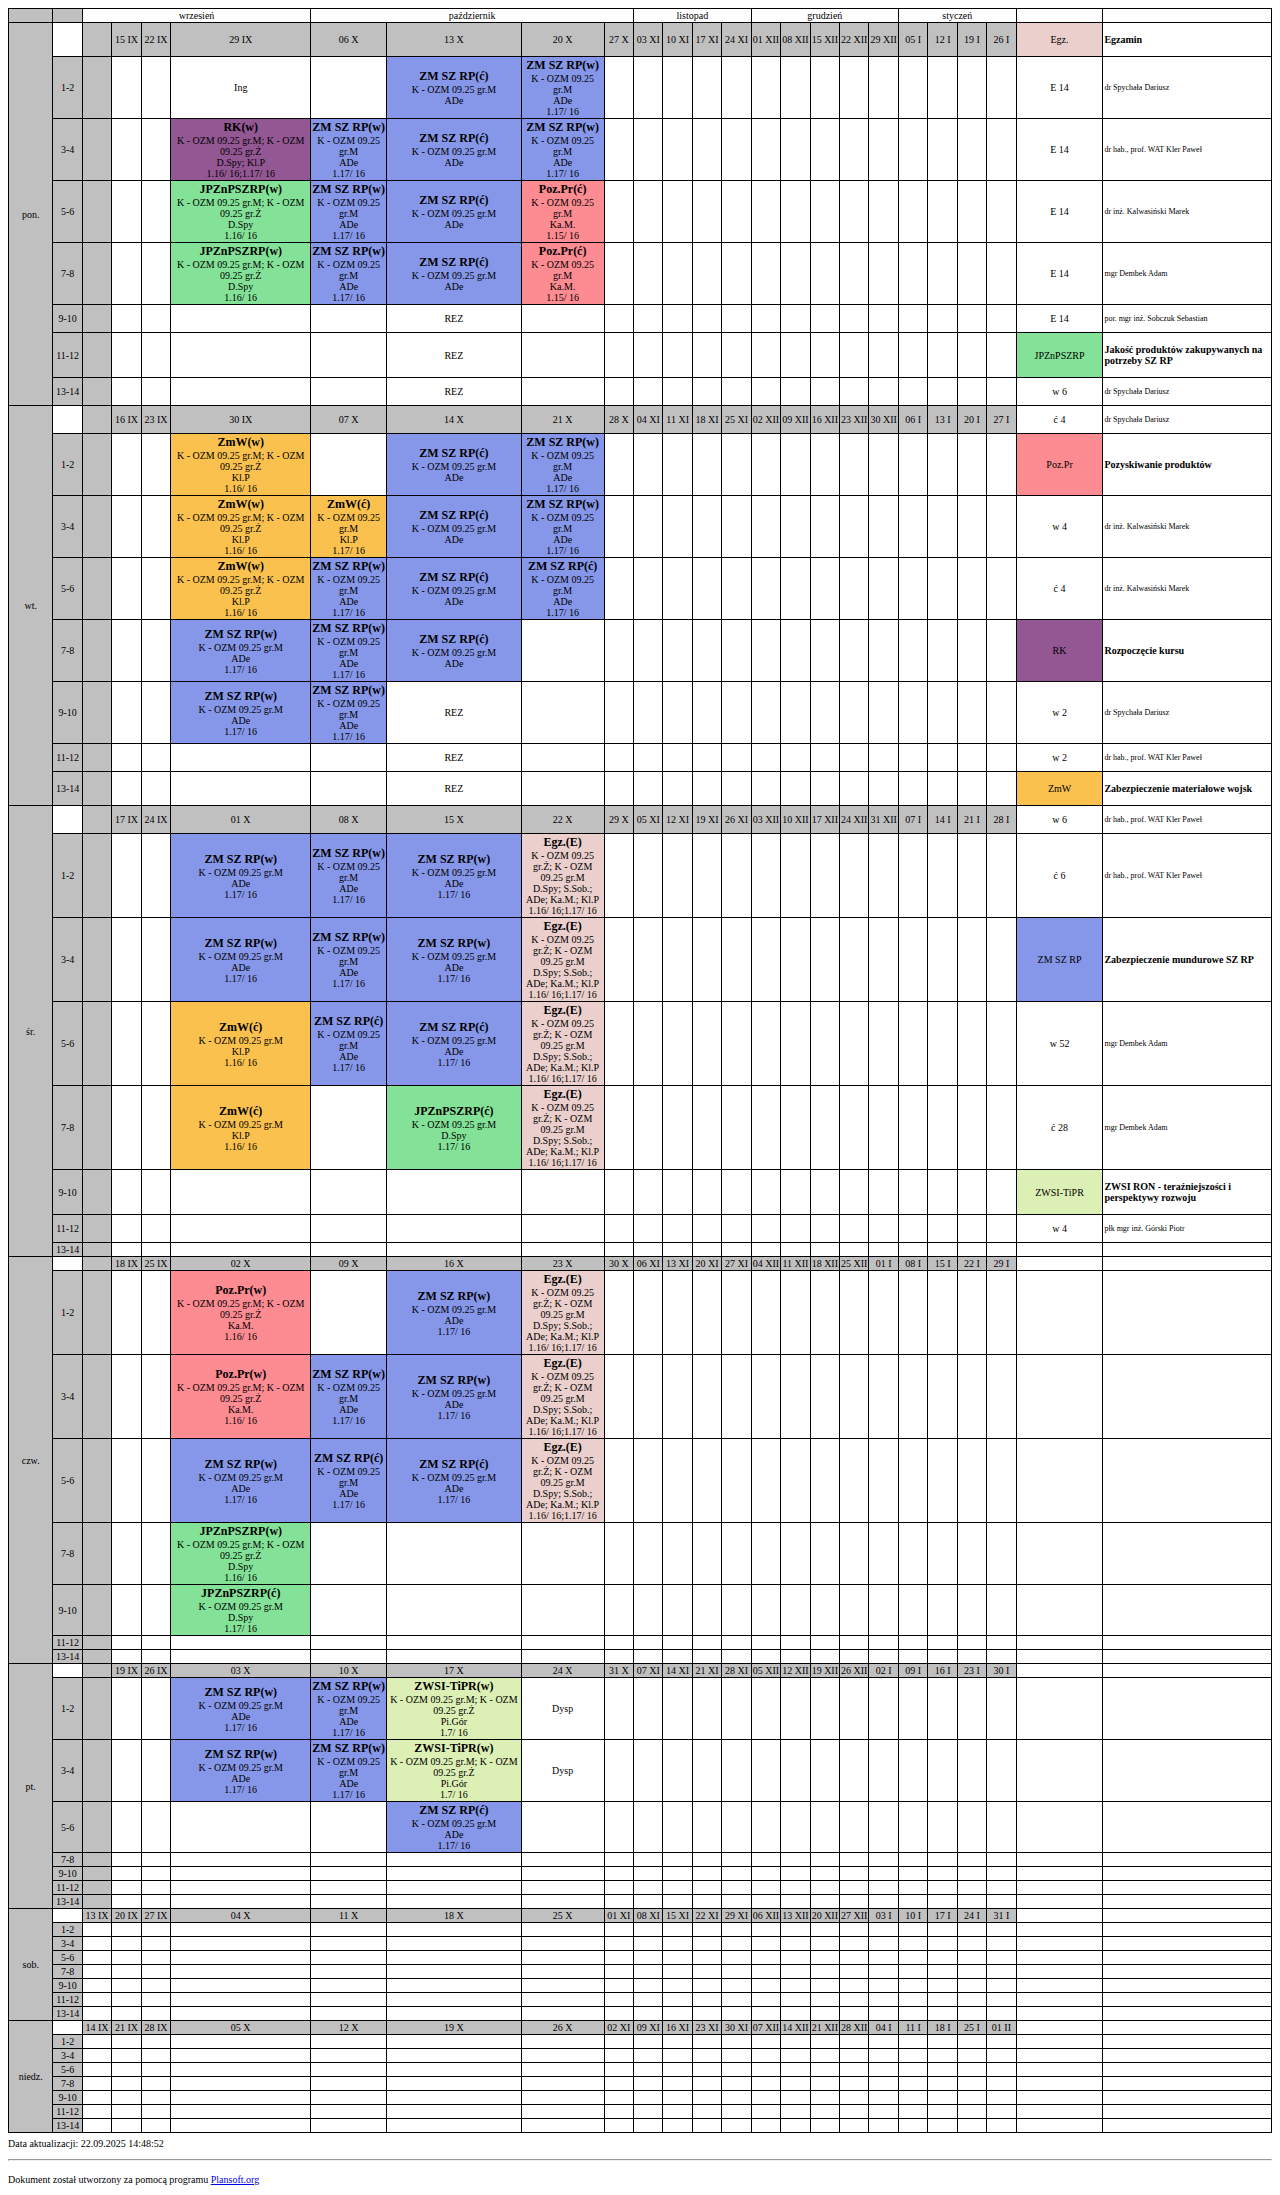 wrzesień październik listopad grudzień styczeń
pon. 15 IX 22 IX 29 IX 06 X 13 X 20 X 27 X 03 XI 10 XI 17 XI 24 XI 01 XII 08 XII 15 XII 22 XII 29 XII 05 I 12 I 19 I 26 I Egz. Egzamin
1-2 Ing
ZM SZ RP(ć)
K - OZM 09.25 gr.M
ADe
ZM SZ RP(w)
K - OZM 09.25
gr.M
ADe
1.17/ 16
E 14 dr Spychała Dariusz
3-4
RK(w)
K - OZM 09.25 gr.M; K - OZM
09.25 gr.Ż
D.Spy; Kl.P
1.16/ 16;1.17/ 16
ZM SZ RP(w)
K - OZM 09.25
gr.M
ADe
1.17/ 16
ZM SZ RP(ć)
K - OZM 09.25 gr.M
ADe
ZM SZ RP(w)
K - OZM 09.25
gr.M
ADe
1.17/ 16
E 14 dr hab., prof. WAT Kler Paweł
5-6
JPZnPSZRP(w)
K - OZM 09.25 gr.M; K - OZM
09.25 gr.Ż
D.Spy
1.16/ 16
ZM SZ RP(w)
K - OZM 09.25
gr.M
ADe
1.17/ 16
ZM SZ RP(ć)
K - OZM 09.25 gr.M
ADe
Poz.Pr(ć)
K - OZM 09.25
gr.M
Ka.M.
1.15/ 16
E 14 dr inż. Kalwasiński Marek
7-8
JPZnPSZRP(w)
K - OZM 09.25 gr.M; K - OZM
09.25 gr.Ż
D.Spy
1.16/ 16
ZM SZ RP(w)
K - OZM 09.25
gr.M
ADe
1.17/ 16
ZM SZ RP(ć)
K - OZM 09.25 gr.M
ADe
Poz.Pr(ć)
K - OZM 09.25
gr.M
Ka.M.
1.15/ 16
E 14 mgr Dembek Adam
9-10 REZ E 14 por. mgr inż. Sobczuk Sebastian
11-12 REZ JPZnPSZRP Jakość produktów zakupywanych na
potrzeby SZ RP
13-14 REZ w 6 dr Spychała Dariusz
wt. 16 IX 23 IX 30 IX 07 X 14 X 21 X 28 X 04 XI 11 XI 18 XI 25 XI 02 XII 09 XII 16 XII 23 XII 30 XII 06 I 13 I 20 I 27 I ć 4 dr Spychała Dariusz
1-2
ZmW(w)
K - OZM 09.25 gr.M; K - OZM
09.25 gr.Ż
Kl.P
1.16/ 16
ZM SZ RP(ć)
K - OZM 09.25 gr.M
ADe
ZM SZ RP(w)
K - OZM 09.25
gr.M
ADe
1.17/ 16
Poz.Pr Pozyskiwanie produktów
3-4
ZmW(w)
K - OZM 09.25 gr.M; K - OZM
09.25 gr.Ż
Kl.P
1.16/ 16
ZmW(ć)
K - OZM 09.25
gr.M
Kl.P
1.17/ 16
ZM SZ RP(ć)
K - OZM 09.25 gr.M
ADe
ZM SZ RP(w)
K - OZM 09.25
gr.M
ADe
1.17/ 16
w 4 dr inż. Kalwasiński Marek
5-6
ZmW(w)
K - OZM 09.25 gr.M; K - OZM
09.25 gr.Ż
Kl.P
1.16/ 16
ZM SZ RP(w)
K - OZM 09.25
gr.M
ADe
1.17/ 16
ZM SZ RP(ć)
K - OZM 09.25 gr.M
ADe
ZM SZ RP(ć)
K - OZM 09.25
gr.M
ADe
1.17/ 16
ć 4 dr inż. Kalwasiński Marek
7-8
ZM SZ RP(w)
K - OZM 09.25 gr.M
ADe
1.17/ 16
ZM SZ RP(w)
K - OZM 09.25
gr.M
ADe
1.17/ 16
ZM SZ RP(ć)
K - OZM 09.25 gr.M
ADe
RK Rozpoczęcie kursu
9-10
ZM SZ RP(w)
K - OZM 09.25 gr.M
ADe
1.17/ 16
ZM SZ RP(w)
K - OZM 09.25
gr.M
ADe
1.17/ 16
REZ w 2 dr Spychała Dariusz
11-12 REZ w 2 dr hab., prof. WAT Kler Paweł
13-14 REZ ZmW Zabezpieczenie materiałowe wojsk
śr. 17 IX 24 IX 01 X 08 X 15 X 22 X 29 X 05 XI 12 XI 19 XI 26 XI 03 XII 10 XII 17 XII 24 XII 31 XII 07 I 14 I 21 I 28 I w 6 dr hab., prof. WAT Kler Paweł
1-2
ZM SZ RP(w)
K - OZM 09.25 gr.M
ADe
1.17/ 16
ZM SZ RP(w)
K - OZM 09.25
gr.M
ADe
1.17/ 16
ZM SZ RP(w)
K - OZM 09.25 gr.M
ADe
1.17/ 16
Egz.(E)
K - OZM 09.25
gr.Ż; K - OZM
09.25 gr.M
D.Spy; S.Sob.;
ADe; Ka.M.; Kl.P
1.16/ 16;1.17/ 16
ć 6 dr hab., prof. WAT Kler Paweł
3-4
ZM SZ RP(w)
K - OZM 09.25 gr.M
ADe
1.17/ 16
ZM SZ RP(w)
K - OZM 09.25
gr.M
ADe
1.17/ 16
ZM SZ RP(w)
K - OZM 09.25 gr.M
ADe
1.17/ 16
Egz.(E)
K - OZM 09.25
gr.Ż; K - OZM
09.25 gr.M
D.Spy; S.Sob.;
ADe; Ka.M.; Kl.P
1.16/ 16;1.17/ 16
ZM SZ RP Zabezpieczenie mundurowe SZ RP
5-6
ZmW(ć)
K - OZM 09.25 gr.M
Kl.P
1.16/ 16
ZM SZ RP(ć)
K - OZM 09.25
gr.M
ADe
1.17/ 16
ZM SZ RP(ć)
K - OZM 09.25 gr.M
ADe
1.17/ 16
Egz.(E)
K - OZM 09.25
gr.Ż; K - OZM
09.25 gr.M
D.Spy; S.Sob.;
ADe; Ka.M.; Kl.P
1.16/ 16;1.17/ 16
w 52 mgr Dembek Adam
7-8
ZmW(ć)
K - OZM 09.25 gr.M
Kl.P
1.16/ 16
JPZnPSZRP(ć)
K - OZM 09.25 gr.M
D.Spy
1.17/ 16
Egz.(E)
K - OZM 09.25
gr.Ż; K - OZM
09.25 gr.M
D.Spy; S.Sob.;
ADe; Ka.M.; Kl.P
1.16/ 16;1.17/ 16
ć 28 mgr Dembek Adam
9-10 ZWSI-TiPR ZWSI RON - teraźniejszości i
perspektywy rozwoju
11-12 w 4 płk mgr inż. Górski Piotr
13-14
czw. 18 IX 25 IX 02 X 09 X 16 X 23 X 30 X 06 XI 13 XI 20 XI 27 XI 04 XII 11 XII 18 XII 25 XII 01 I 08 I 15 I 22 I 29 I
1-2
Poz.Pr(w)
K - OZM 09.25 gr.M; K - OZM
09.25 gr.Ż
Ka.M.
1.16/ 16
ZM SZ RP(w)
K - OZM 09.25 gr.M
ADe
1.17/ 16
Egz.(E)
K - OZM 09.25
gr.Ż; K - OZM
09.25 gr.M
D.Spy; S.Sob.;
ADe; Ka.M.; Kl.P
1.16/ 16;1.17/ 16
3-4
Poz.Pr(w)
K - OZM 09.25 gr.M; K - OZM
09.25 gr.Ż
Ka.M.
1.16/ 16
ZM SZ RP(w)
K - OZM 09.25
gr.M
ADe
1.17/ 16
ZM SZ RP(w)
K - OZM 09.25 gr.M
ADe
1.17/ 16
Egz.(E)
K - OZM 09.25
gr.Ż; K - OZM
09.25 gr.M
D.Spy; S.Sob.;
ADe; Ka.M.; Kl.P
1.16/ 16;1.17/ 16
5-6
ZM SZ RP(w)
K - OZM 09.25 gr.M
ADe
1.17/ 16
ZM SZ RP(ć)
K - OZM 09.25
gr.M
ADe
1.17/ 16
ZM SZ RP(ć)
K - OZM 09.25 gr.M
ADe
1.17/ 16
Egz.(E)
K - OZM 09.25
gr.Ż; K - OZM
09.25 gr.M
D.Spy; S.Sob.;
ADe; Ka.M.; Kl.P
1.16/ 16;1.17/ 16
7-8
JPZnPSZRP(w)
K - OZM 09.25 gr.M; K - OZM
09.25 gr.Ż
D.Spy
1.16/ 16
9-10
JPZnPSZRP(ć)
K - OZM 09.25 gr.M
D.Spy
1.17/ 16
11-12
13-14
pt. 19 IX 26 IX 03 X 10 X 17 X 24 X 31 X 07 XI 14 XI 21 XI 28 XI 05 XII 12 XII 19 XII 26 XII 02 I 09 I 16 I 23 I 30 I
1-2
ZM SZ RP(w)
K - OZM 09.25 gr.M
ADe
1.17/ 16
ZM SZ RP(w)
K - OZM 09.25
gr.M
ADe
1.17/ 16
ZWSI-TiPR(w)
K - OZM 09.25 gr.M; K - OZM
09.25 gr.Ż
Pi.Gór
1.7/ 16
Dysp
3-4
ZM SZ RP(w)
K - OZM 09.25 gr.M
ADe
1.17/ 16
ZM SZ RP(w)
K - OZM 09.25
gr.M
ADe
1.17/ 16
ZWSI-TiPR(w)
K - OZM 09.25 gr.M; K - OZM
09.25 gr.Ż
Pi.Gór
1.7/ 16
Dysp
5-6
ZM SZ RP(ć)
K - OZM 09.25 gr.M
ADe
1.17/ 16
7-8
9-10
11-12
13-14
sob. 13 IX 20 IX 27 IX 04 X 11 X 18 X 25 X 01 XI 08 XI 15 XI 22 XI 29 XI 06 XII 13 XII 20 XII 27 XII 03 I 10 I 17 I 24 I 31 I
1-2
3-4
5-6
7-8
9-10
11-12
13-14
niedz. 14 IX 21 IX 28 IX 05 X 12 X 19 X 26 X 02 XI 09 XI 16 XI 23 XI 30 XI 07 XII 14 XII 21 XII 28 XII 04 I 11 I 18 I 25 I 01 II
1-2
3-4
5-6
7-8
9-10
11-12
13-14
Data aktualizacji: 22.09.2025 14:48:52
Dokument został utworzony za pomocą programu Plansoft.org